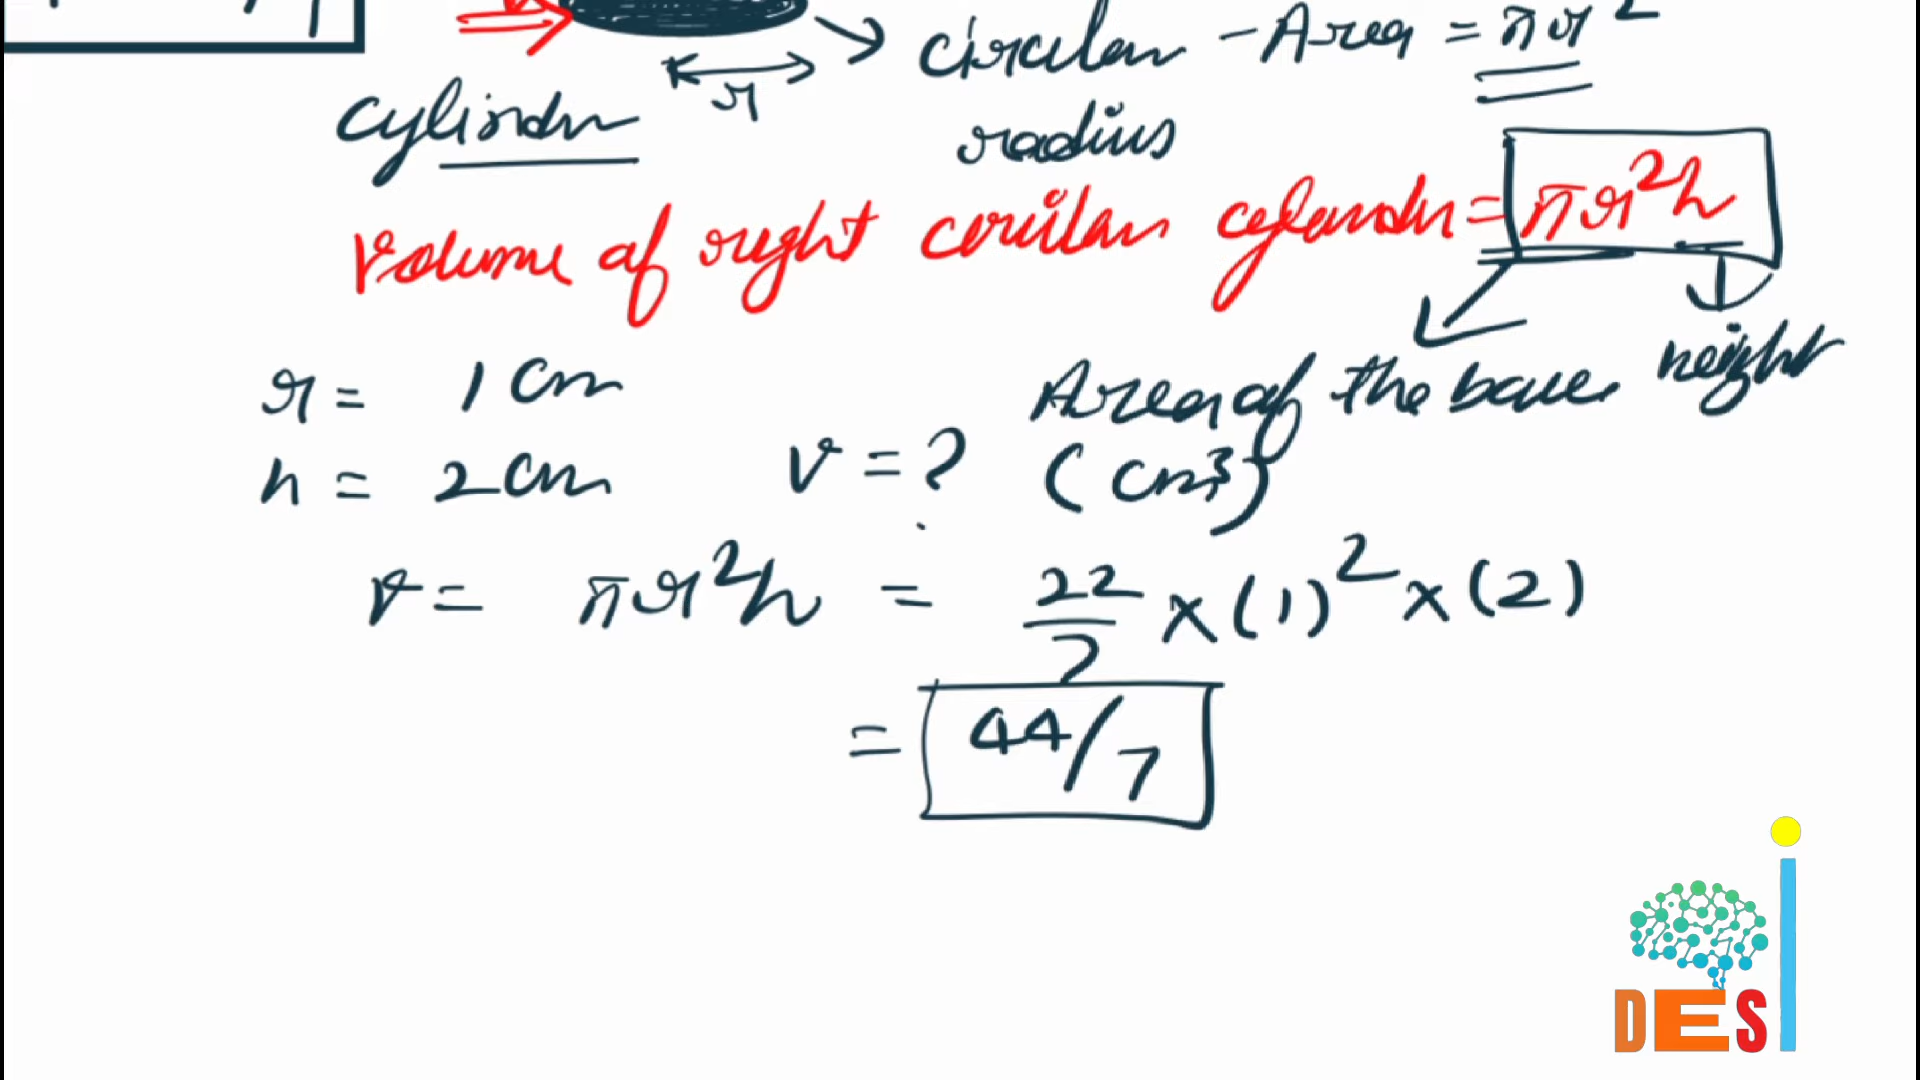 → circular - Area = πr²
r
cylinder
radius
Volume of right circular cylinder = πr²h
r = 1 cm
Area of the base height
h = 2 cm v = ? (cm³)
v = πr²h = 22/7 x (1)² x (2)
= 44/7
DESi